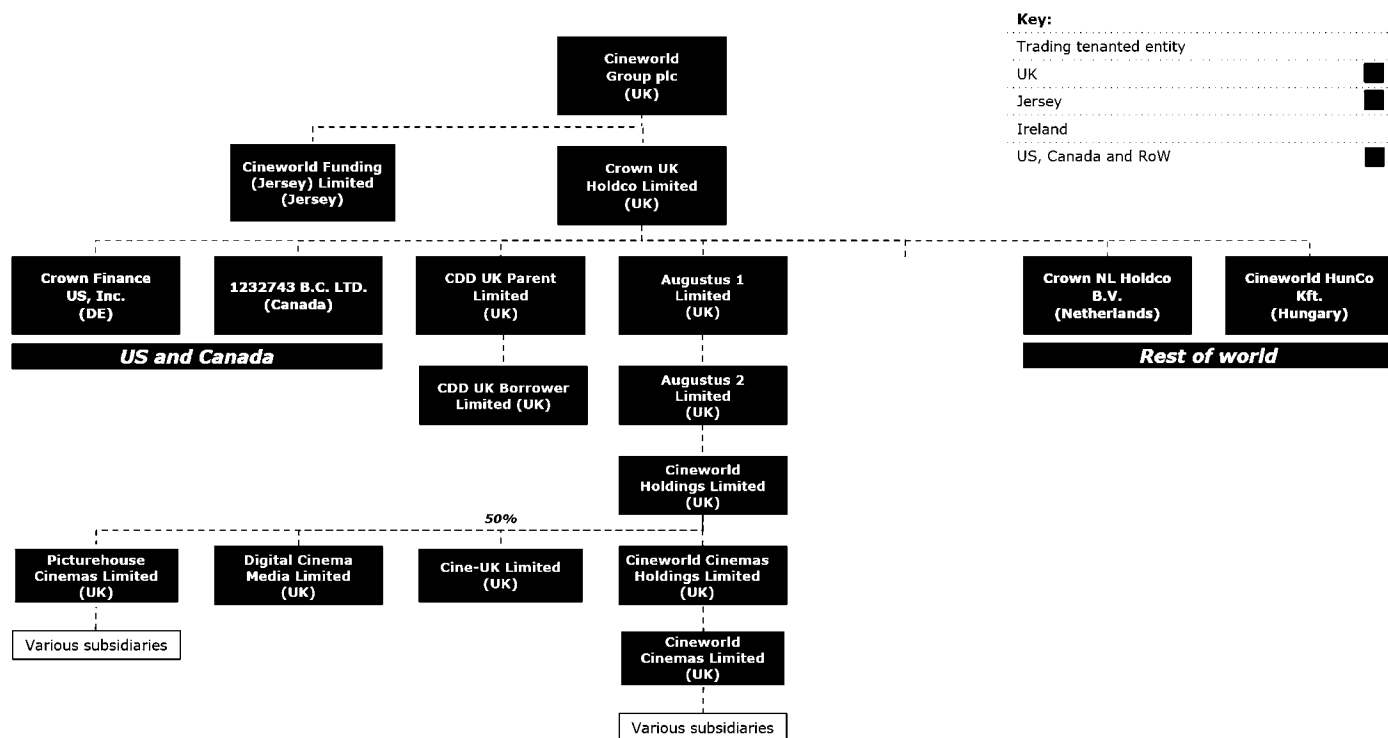 Key:
Trading tenanted entity
UK
Jersey
Ireland
US, Canada and RoW
Cineworld
Group plc
(UK)
Cineworld Funding
(Jersey) Limited
(Jersey)
Crown UK
Holdco Limited
(UK)
Crown Finance
US, Inc.
(DE)
1232743 B.C. LTD.
(Canada)
CDD UK Parent
Limited
(UK)
Augustus 1
Limited
(UK)
Crown NL Holdco
B.V.
(Netherlands)
Cineworld HunCo
Kft.
(Hungary)
US and Canada
Rest of world
CDD UK Borrower
Limited (UK)
Augustus 2
Limited
(UK)
Cineworld
Holdings Limited
(UK)
50%
Picturehouse
Cinemas Limited
(UK)
Digital Cinema
Media Limited
(UK)
Cine-UK Limited
(UK)
Cineworld Cinemas
Holdings Limited
(UK)
Various subsidiaries
Cineworld
Cinemas Limited
(UK)
Various subsidiaries